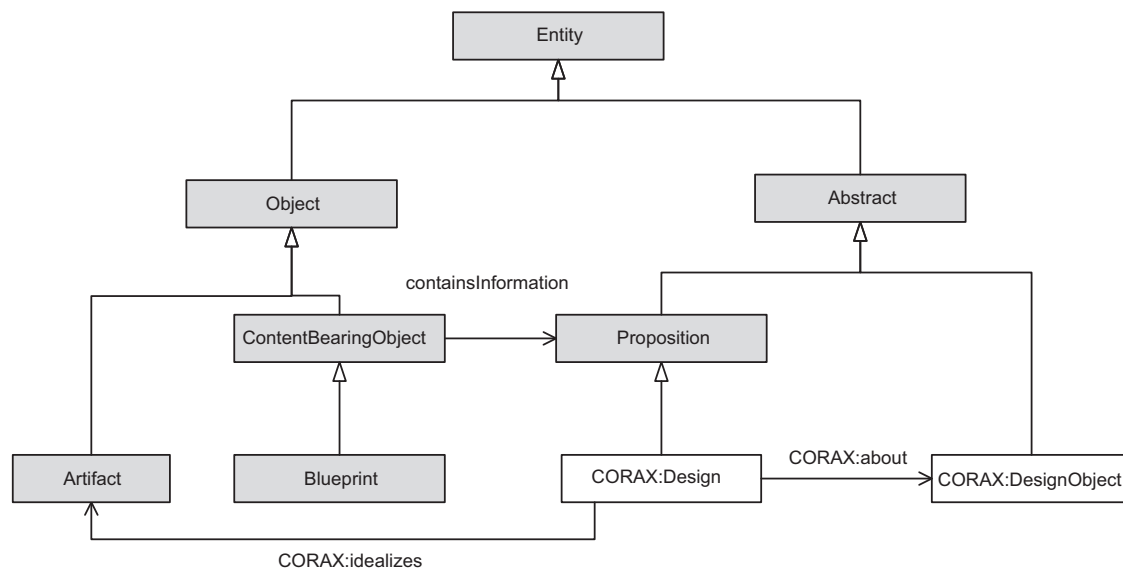 Entity
Object
Abstract
containsInformation
ContentBearingObject
Proposition
Artifact
Blueprint
CORAX:Design
CORAX:about
CORAX:DesignObject
CORAX:idealizes